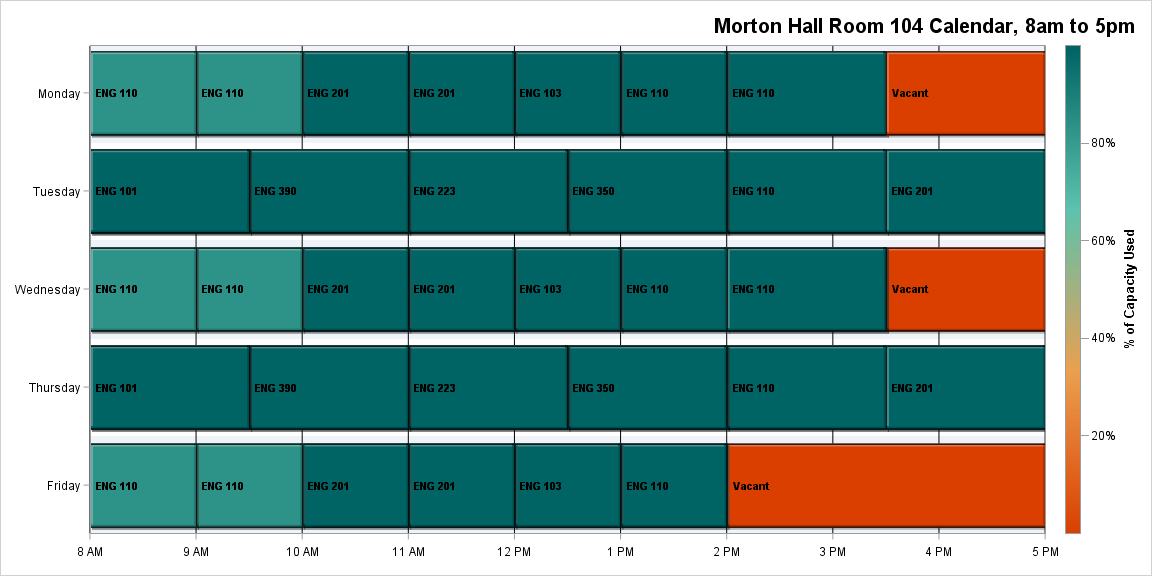 Morton Hall Room 104 Calendar, 8am to 5pm
Monday
ENG 110
ENG 110
ENG 201
ENG 201
ENG 103
ENG 110
ENG 110
Vacant
Tuesday
ENG 101
ENG 390
ENG 223
ENG 350
ENG 110
ENG 201
Wednesday
ENG 110
ENG 110
ENG 201
ENG 201
ENG 103
ENG 110
ENG 110
Vacant
Thursday
ENG 101
ENG 390
ENG 223
ENG 350
ENG 110
ENG 201
Friday
ENG 110
ENG 110
ENG 201
ENG 201
ENG 103
ENG 110
Vacant
8 AM
9 AM
10 AM
11 AM
12 PM
1 PM
2 PM
3 PM
4 PM
5 PM
80%
60%
40%
20%
% of Capacity Used